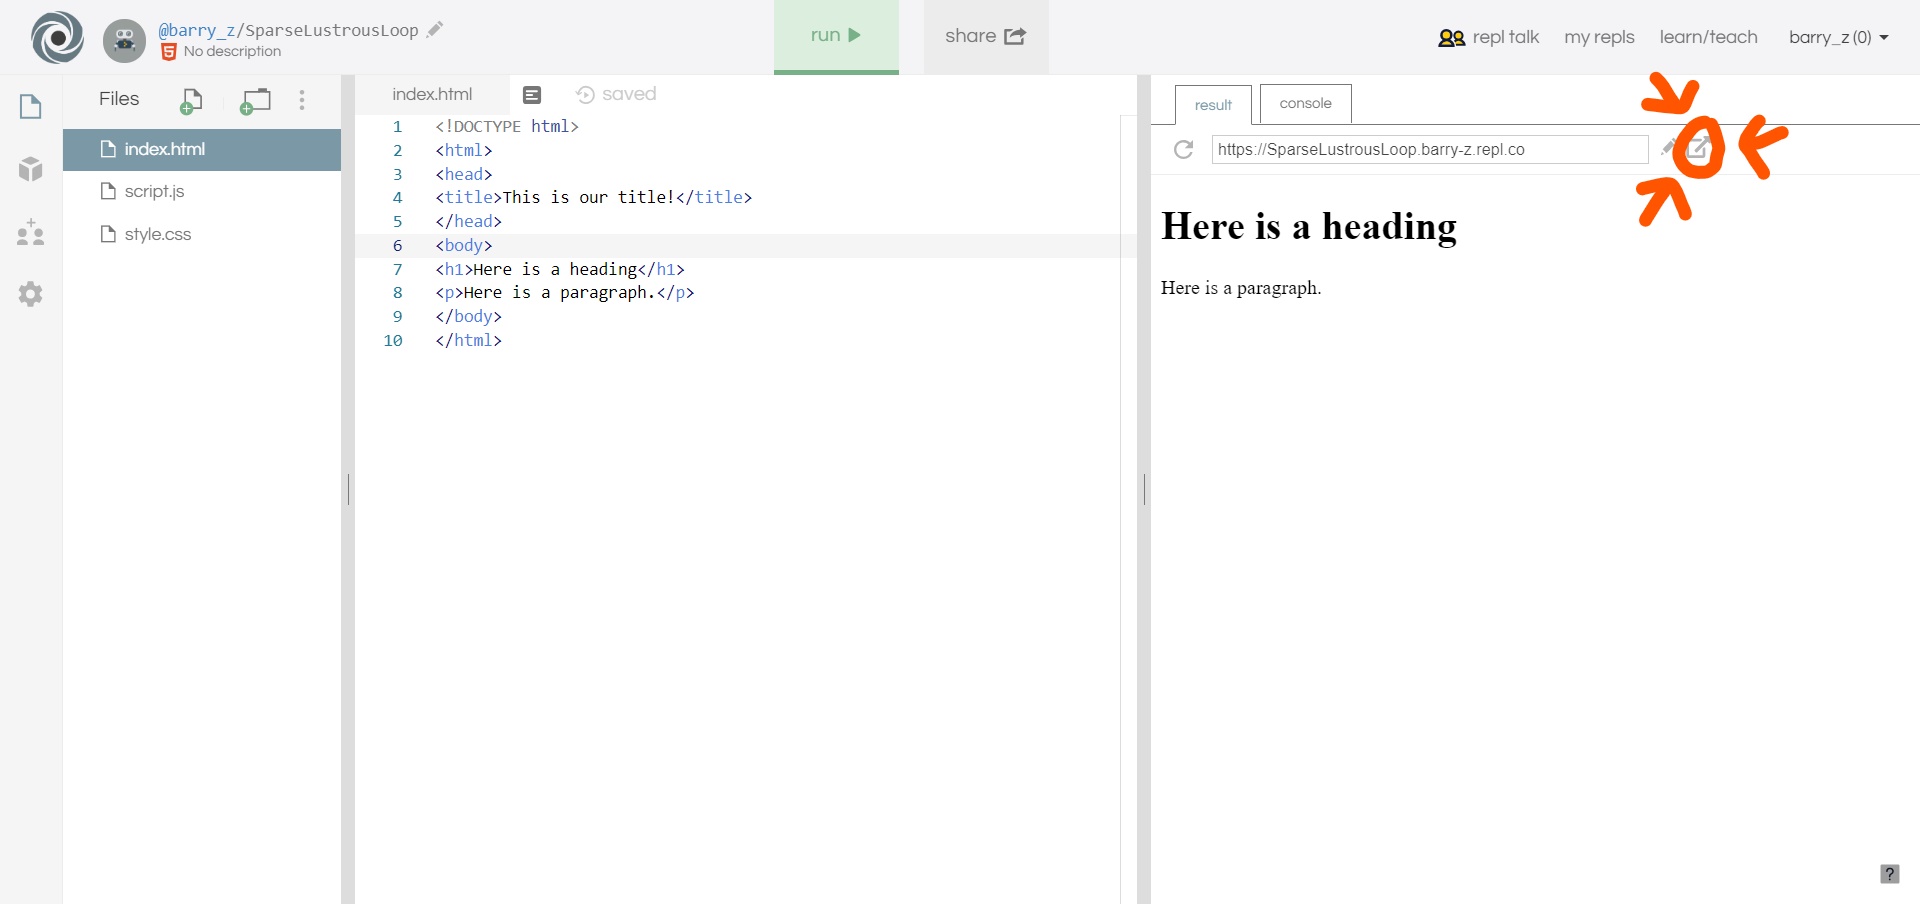 @barry_z/SparseLustrousLoop
No description
run
share
repl talk
my repls
learn/teach
barry_z (0)
Files
index.html
script.js
style.css
index.html
saved
1 <!DOCTYPE html>
2 <html>
3 <head>
4 <title>This is our title!</title>
5 </head>
6 <body>
7 <h1>Here is a heading</h1>
8 <p>Here is a paragraph.</p>
9 </body>
10 </html>
result
console
https://SparseLustrousLoop.barry-z.repl.co
Here is a heading
Here is a paragraph.
?